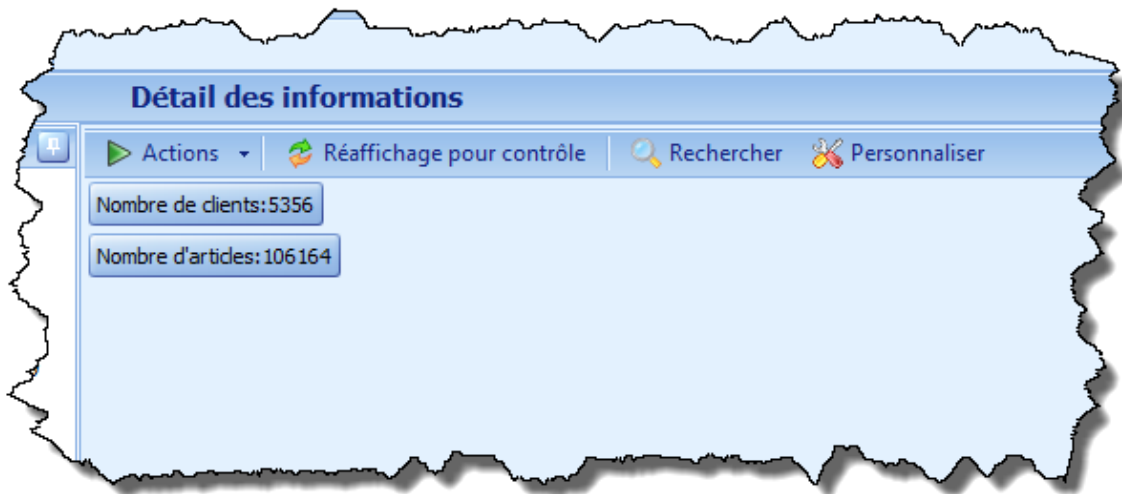 Détail des informations
Actions Réaffichage pour contrôle Rechercher Personnaliser
Nombre de clients:5356
Nombre d'articles:106164